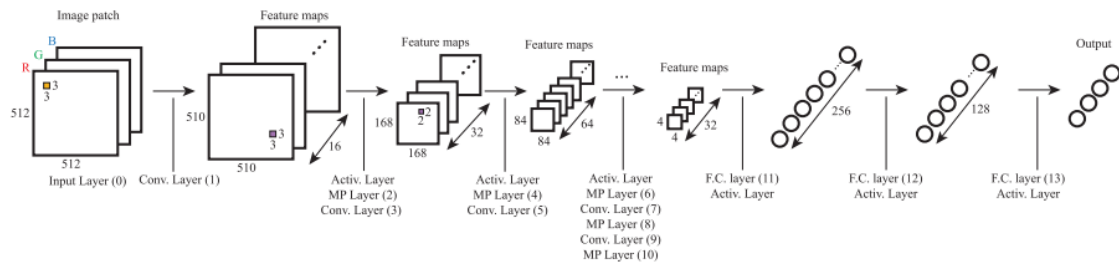 Image patch
B
G
R
3
3
512
512
Input Layer (0)
Conv. Layer (1)
Feature maps
510
3
3
510
16
Activ. Layer
MP Layer (2)
Conv. Layer (3)
Feature maps
168
2
2
168
32
Activ. Layer
MP Layer (4)
Conv. Layer (5)
Feature maps
84
84
64
...
Activ. Layer
MP Layer (6)
Conv. Layer (7)
MP Layer (8)
Conv. Layer (9)
MP Layer (10)
Feature maps
4
4
32
F.C. layer (11)
Activ. Layer
256
F.C. layer (12)
Activ. Layer
128
F.C. layer (13)
Activ. Layer
Output